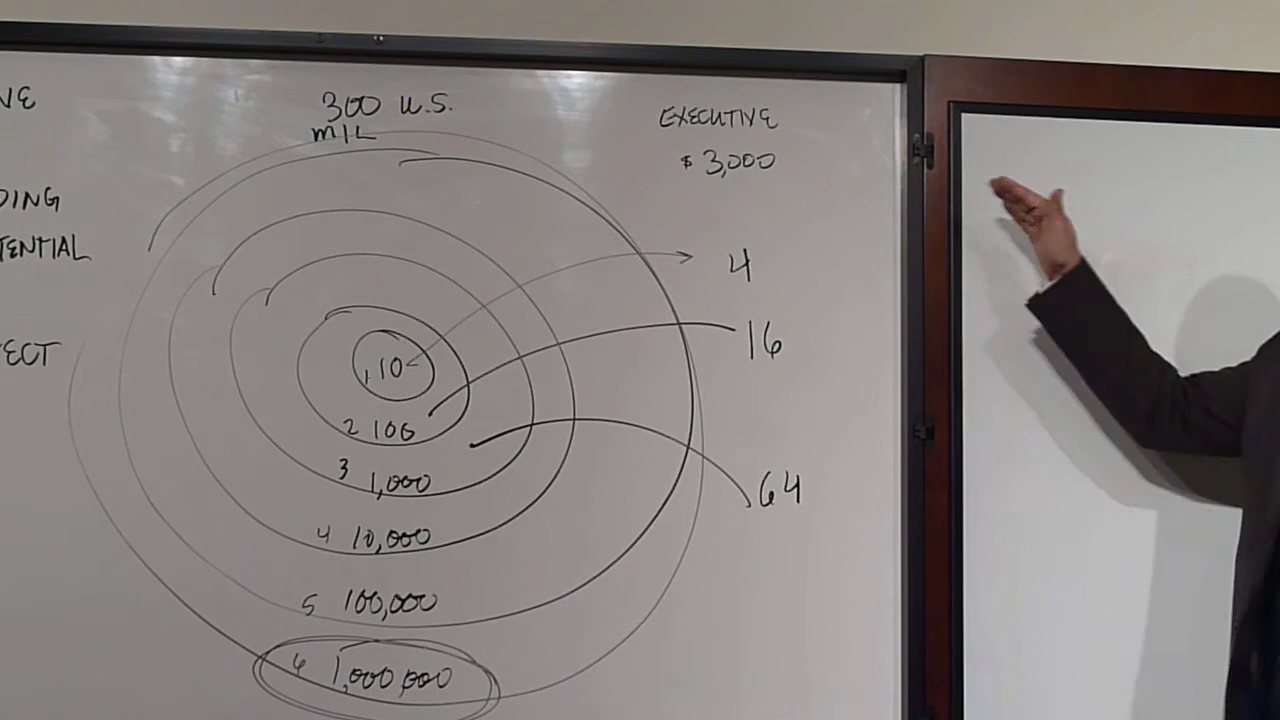 VE
300 U.S.
MIL
EXECUTIVE
$ 3,000
DING
TENTIAL
ECT
4
16
64
1 10
2 100
3 1,000
4 10,000
5 100,000
6 1,000,000